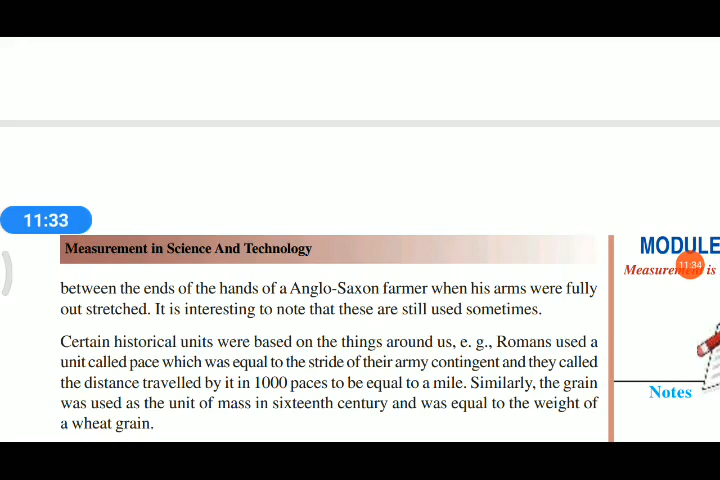 11:33
Measurement in Science And Technology
MODULE
11:34
Measurement is
between the ends of the hands of a Anglo-Saxon farmer when his arms were fully
out stretched. It is interesting to note that these are still used sometimes.
Certain historical units were based on the things around us, e. g., Romans used a
unit called pace which was equal to the stride of their army contingent and they called
the distance travelled by it in 1000 paces to be equal to a mile. Similarly, the grain
was used as the unit of mass in sixteenth century and was equal to the weight of
a wheat grain.
Notes